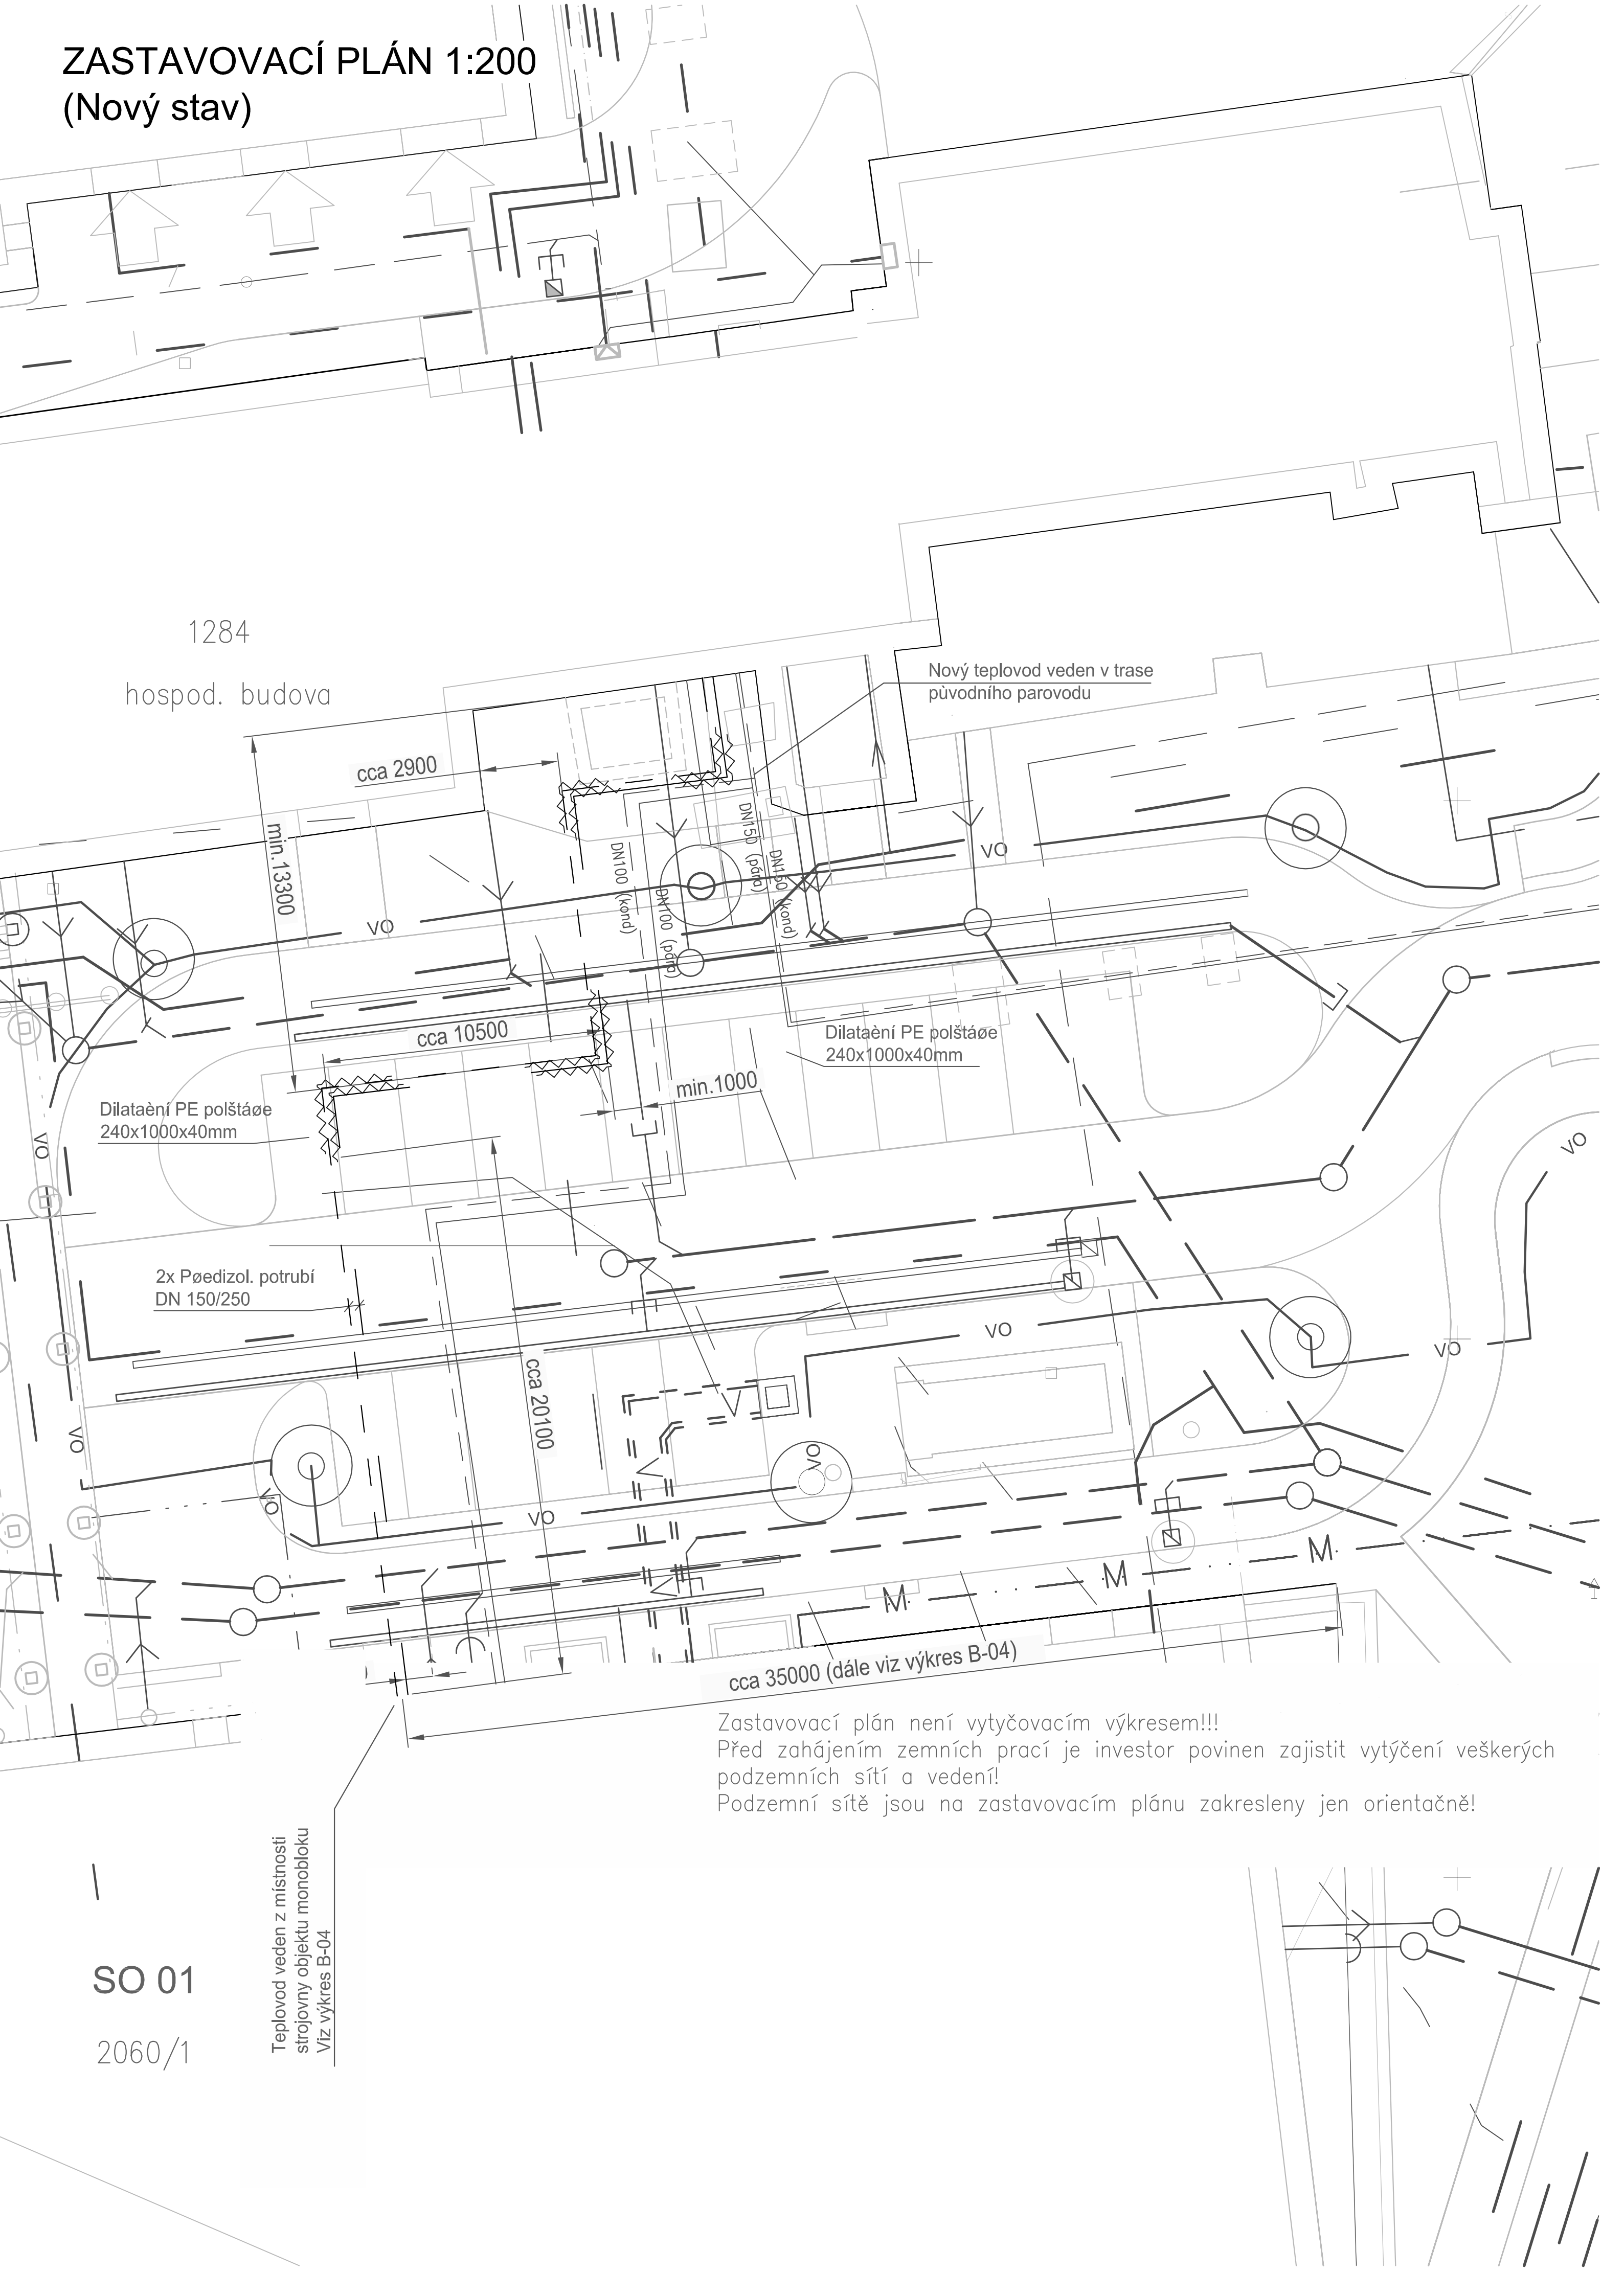 ZASTAVOVACÍ PLÁN 1:200
(Nový stav)
1284
hospod. budova
Nový teplovod veden v trase
pùvodního parovodu
cca 2900
min.13300
DN100 (kond)
DN100 (pára)
DN150 (pára)
DN150 (kond)
VO
VO
cca 10500
Dilataèní PE polštáøe
240x1000x40mm
min.1000
Dilataèní PE polštáøe
240x1000x40mm
VO
VO
2x Pøedizol. potrubí
DN 150/250
VO
VO
VO
cca 20100
VO
VO
VO
M
M
M
cca 35000 (dále viz výkres B-04)
Zastavovací plán není vytyčovacím výkresem!!!
Před zahájením zemních prací je investor povinen zajistit vytýčení veškerých
podzemních sítí a vedení!
Podzemní sítě jsou na zastavovacím plánu zakresleny jen orientačně!
Teplovod veden z místnosti
strojovny objektu monobloku
Viz výkres B-04
SO 01
2060/1